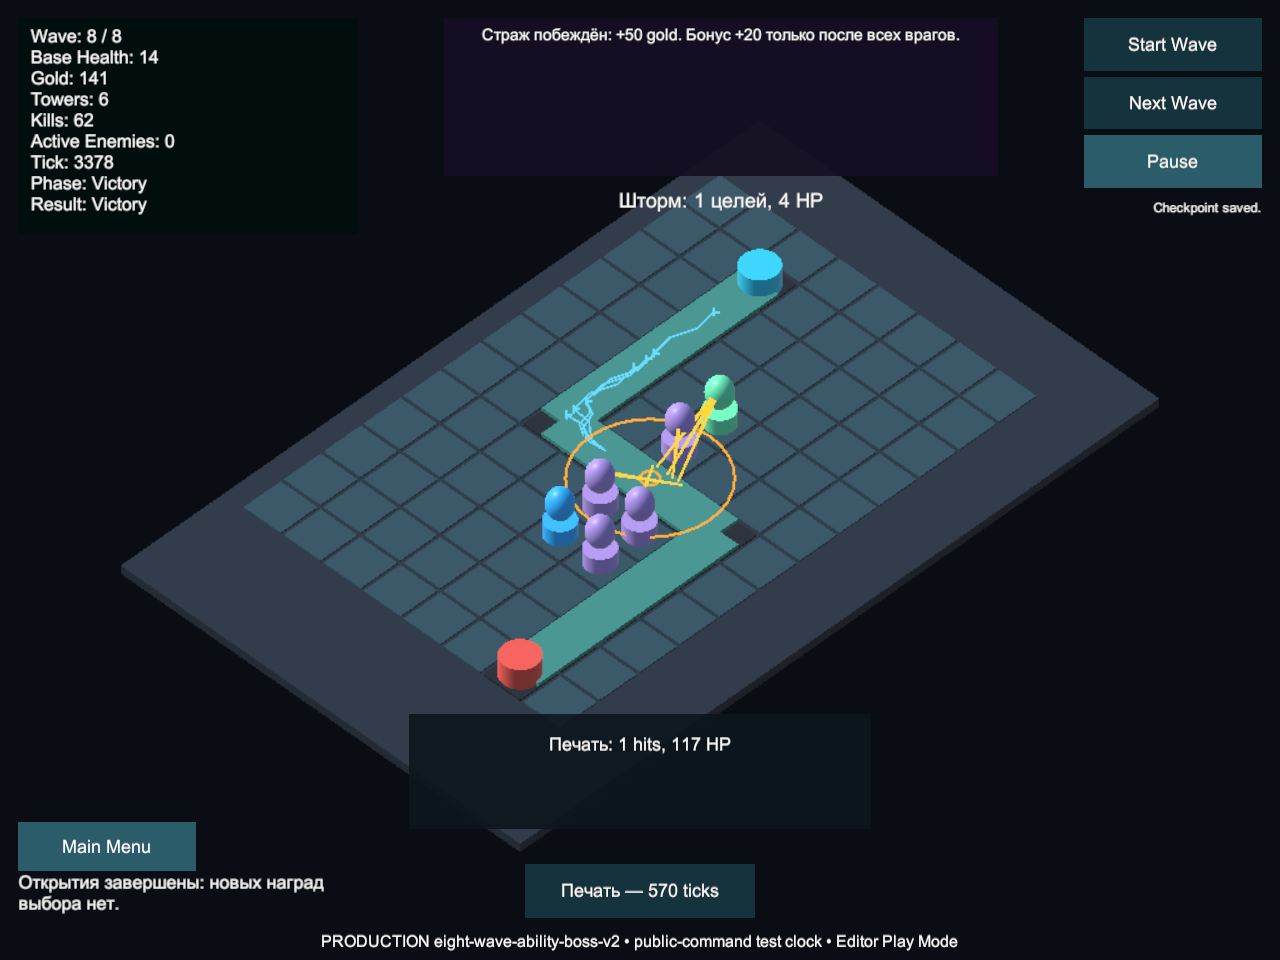 Wave: 8 / 8
Base Health: 14
Gold: 141
Towers: 6
Kills: 62
Active Enemies: 0
Tick: 3378
Phase: Victory
Result: Victory
Страж побеждён: +50 gold. Бонус +20 только после всех врагов.
Start Wave
Next Wave
Pause
Checkpoint saved.
Шторм: 1 целей, 4 HP
Печать: 1 hits, 117 HP
Main Menu
Открытия завершены: новых наград
выбора нет.
Печать — 570 ticks
PRODUCTION eight-wave-ability-boss-v2 • public-command test clock • Editor Play Mode